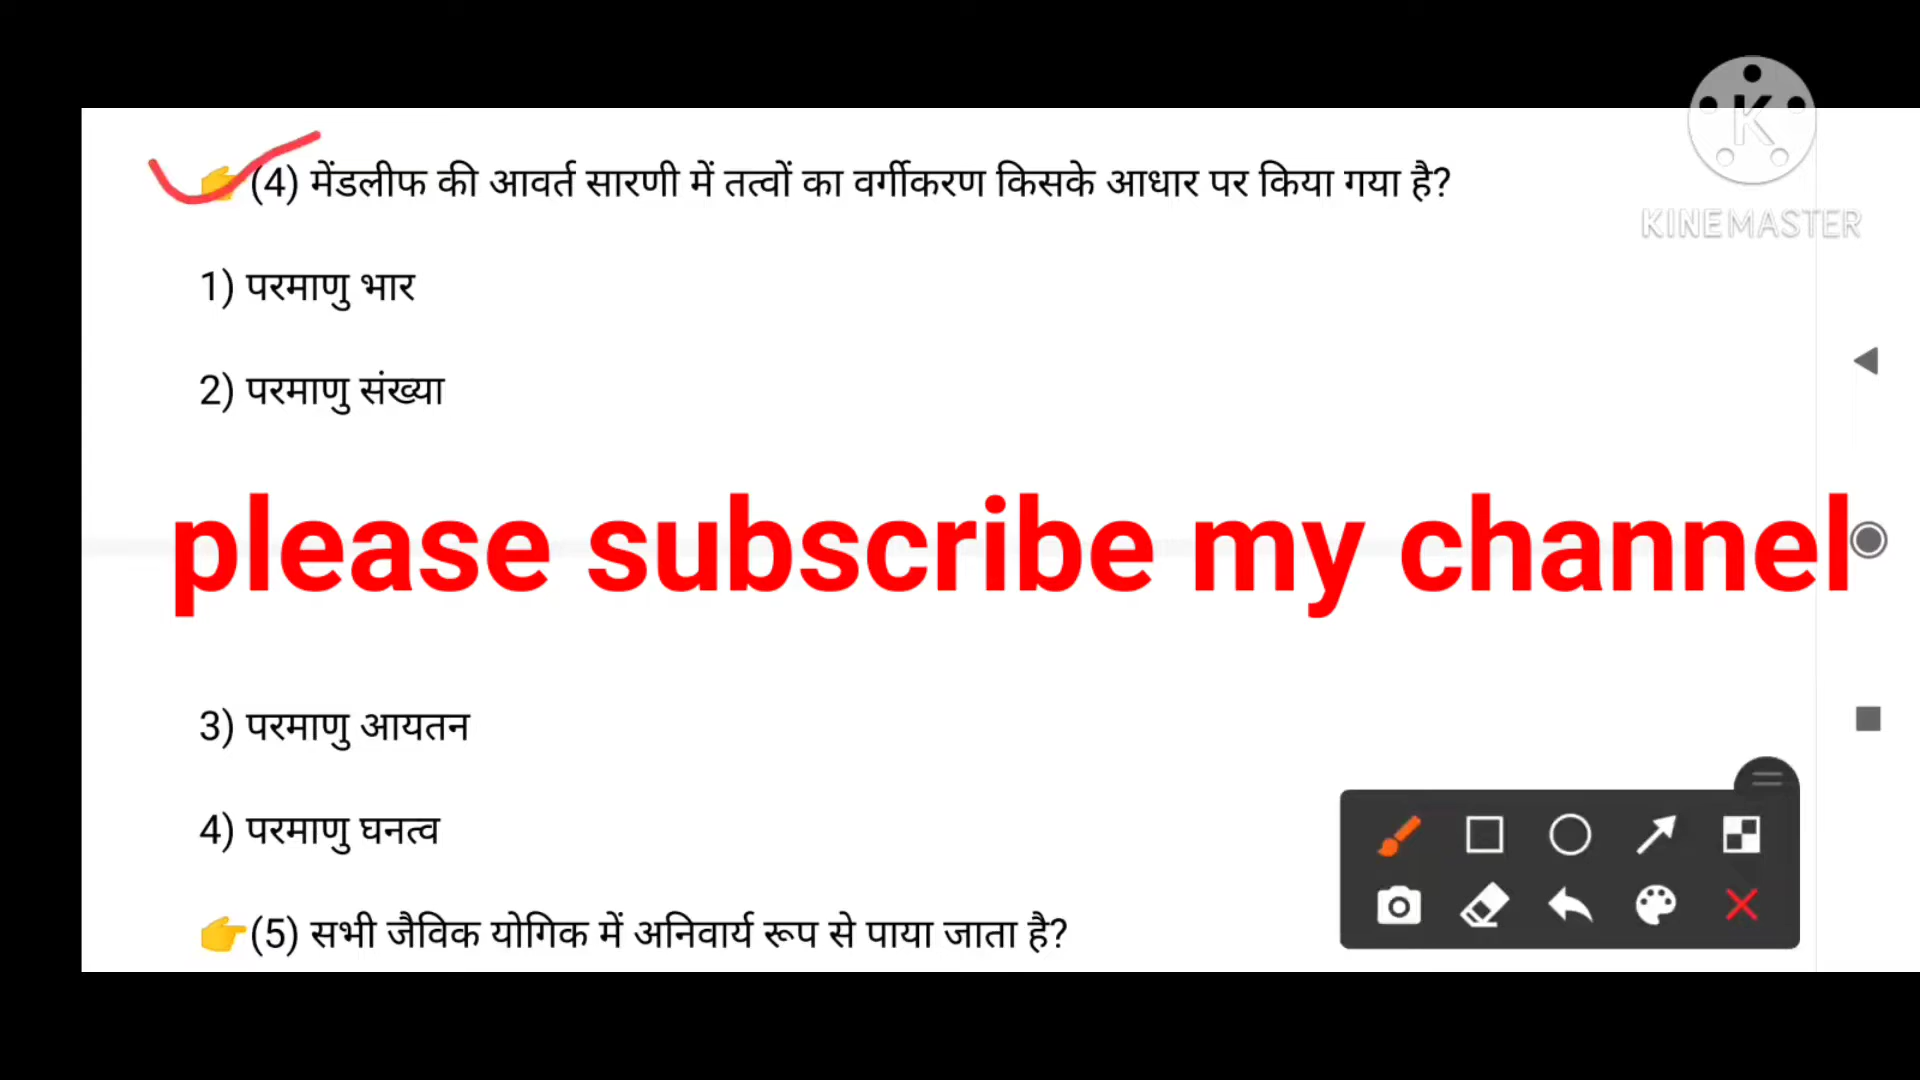 👉(4) मेंडलीफ की आवर्त सारणी में तत्वों का वर्गीकरण किसके आधार पर किया गया है?
KINEMASTER
1) परमाणु भार
2) परमाणु संख्या
please subscribe my channel
3) परमाणु आयतन
4) परमाणु घनत्व
👉(5) सभी जैविक योगिक में अनिवार्य रूप से पाया जाता है?